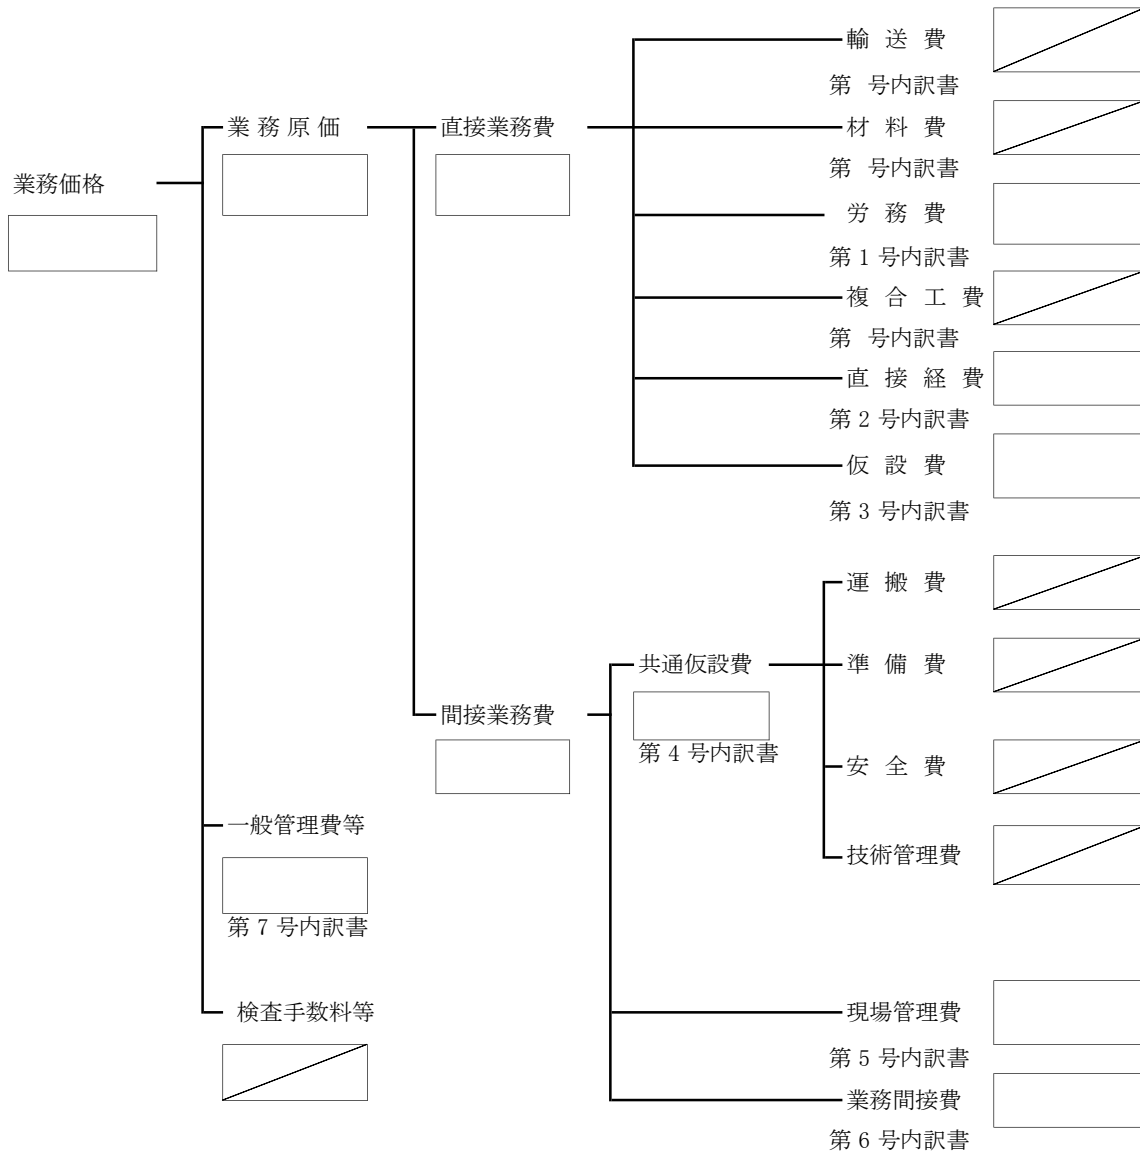 輸 送 費
第 号内訳書
業 務 原 価
直接業務費
材 料 費
業務価格
第 号内訳書
労 務 費
第 1 号内訳書
複 合 工 費
第 号内訳書
直 接 経 費
第 2 号内訳書
仮 設 費
第 3 号内訳書
運 搬 費
共通仮設費
準 備 費
間接業務費
第 4 号内訳書
安 全 費
一般管理費等
技術管理費
第 7 号内訳書
検査手数料等
現場管理費
第 5 号内訳書
業務間接費
第 6 号内訳書